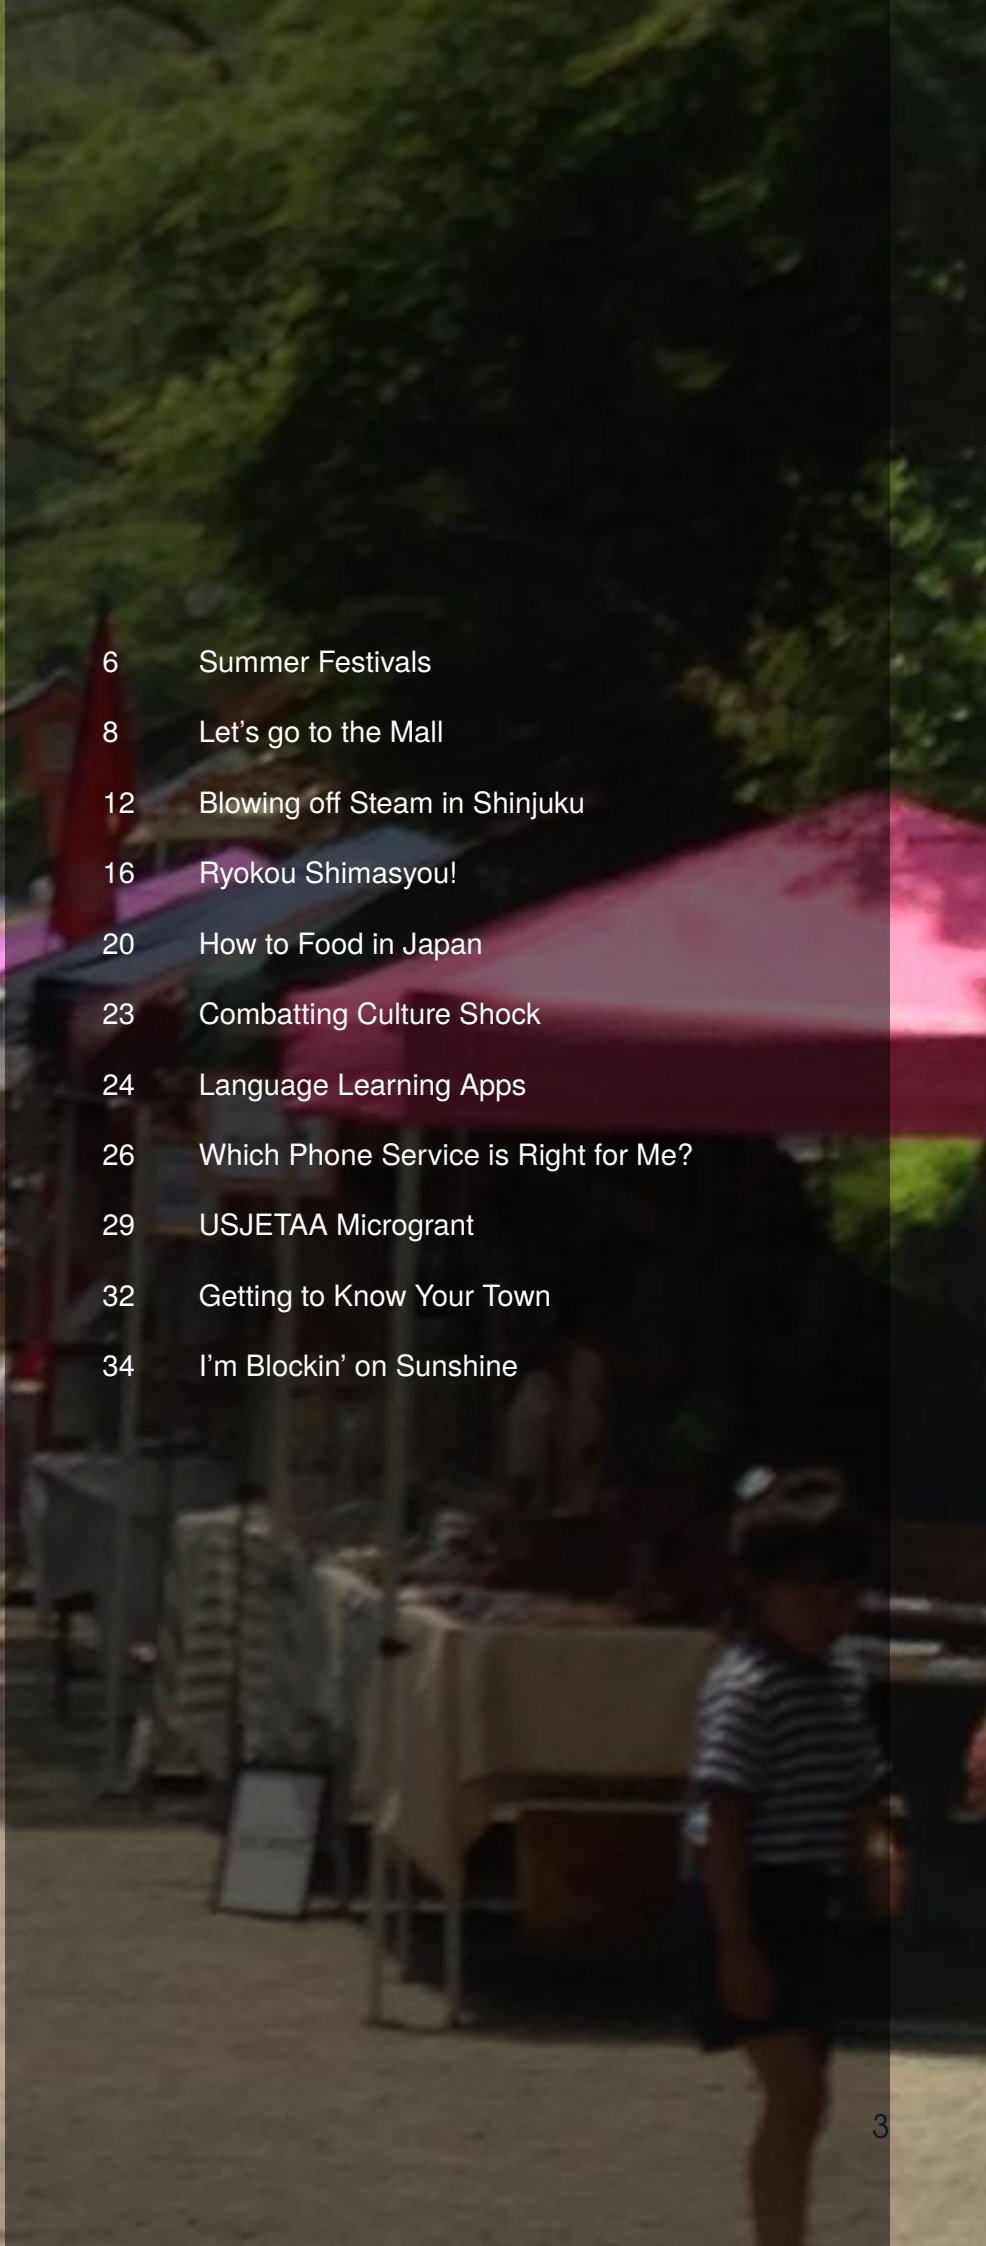 6 Summer Festivals
8 Let's go to the Mall
12 Blowing off Steam in Shinjuku
16 Ryokou Shimasyou!
20 How to Food in Japan
23 Combatting Culture Shock
24 Language Learning Apps
26 Which Phone Service is Right for Me?
29 USJETAA Microgrant
32 Getting to Know Your Town
34 I'm Blockin' on Sunshine
3